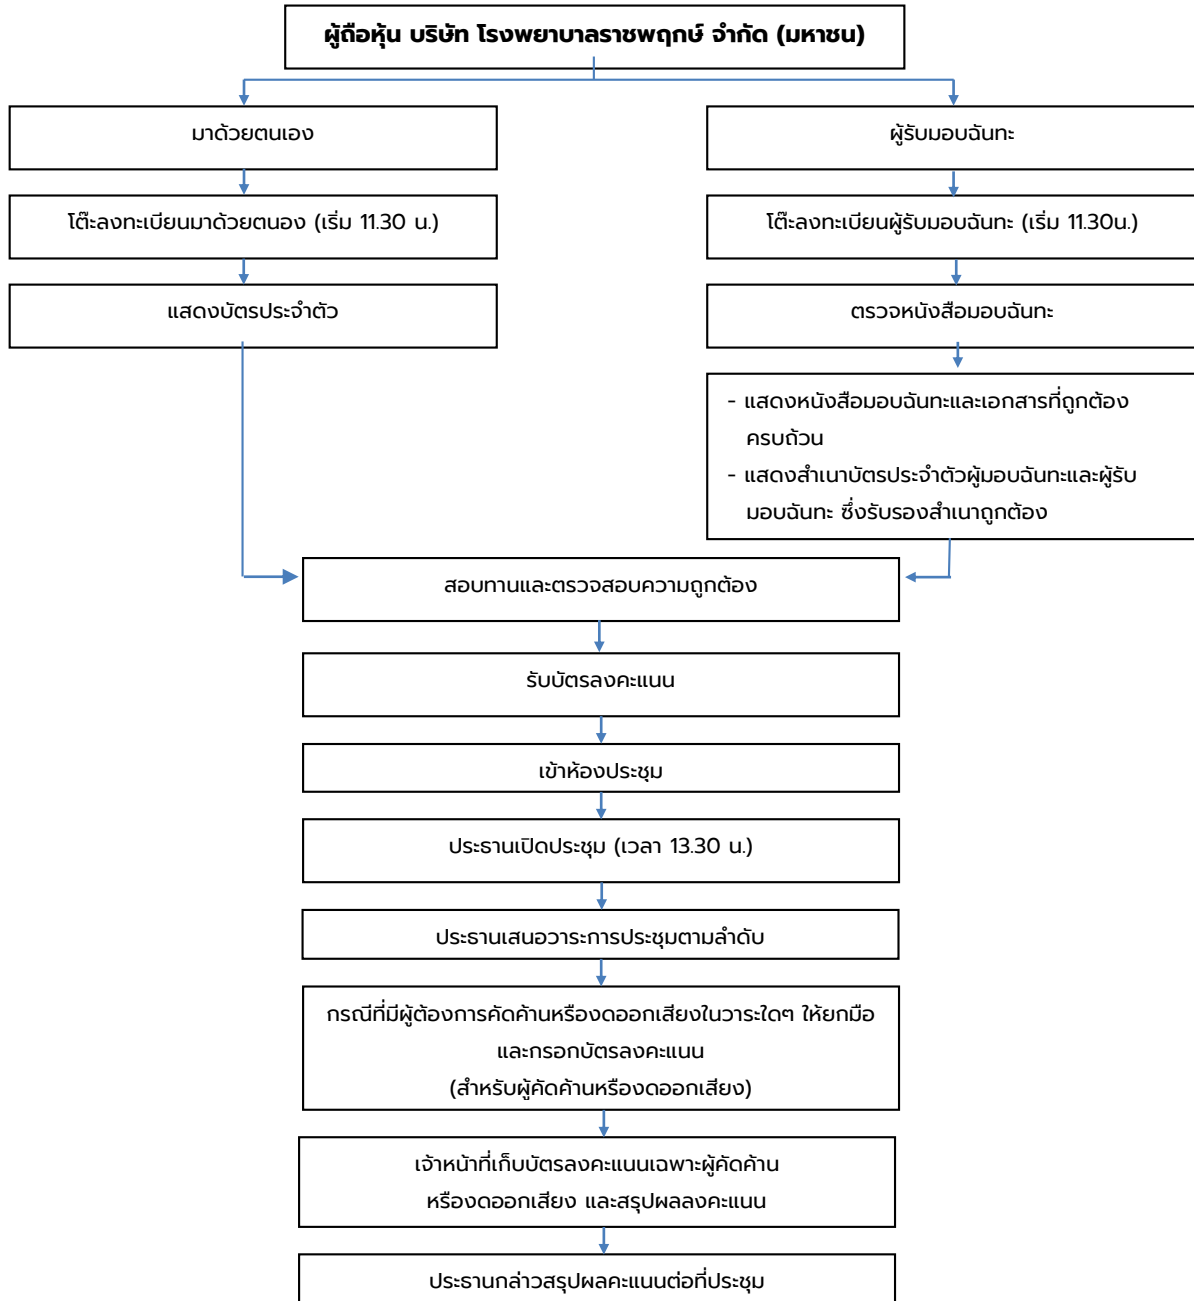 ผู้ถือหุ้น บริษัท โรงพยาบาลราชพฤกษ์ จำกัด (มหาชน)
มาด้วยตนเอง
ผู้รับมอบฉันทะ
โต๊ะลงทะเบียนมาด้วยตนอง (เริ่ม 11.30 น.)
โต๊ะลงทะเบียนผู้รับมอบฉันทะ (เริ่ม 11.30น.)
แสดงบัตรประจำตัว
ตรวจหนังสือมอบฉันทะ
- แสดงหนังสือมอบฉันทะและเอกสารที่ถูกต้อง
ครบถ้วน
- แสดงสำเนาบัตรประจำตัวผู้มอบฉันทะและผู้รับ
มอบฉันทะ ซึ่งรับรองสำเนาถูกต้อง
สอบทานและตรวจสอบความถูกต้อง
รับบัตรลงคะแนน
เข้าห้องประชุม
ประธานเปิดประชุม (เวลา 13.30 น.)
ประธานเสนอวาระการประชุมตามลำดับ
กรณีที่มีผู้ต้องการคัดค้านหรืองดออกเสียงในวาระใดๆ ให้ยกมือ
และกรอกบัตรลงคะแนน
(สำหรับผู้คัดค้านหรืองดออกเสียง)
เจ้าหน้าที่เก็บบัตรลงคะแนนเฉพาะผู้คัดค้าน
หรืองดออกเสียง และสรุปผลลงคะแนน
ประธานกล่าวสรุปผลคะแนนต่อที่ประชุม